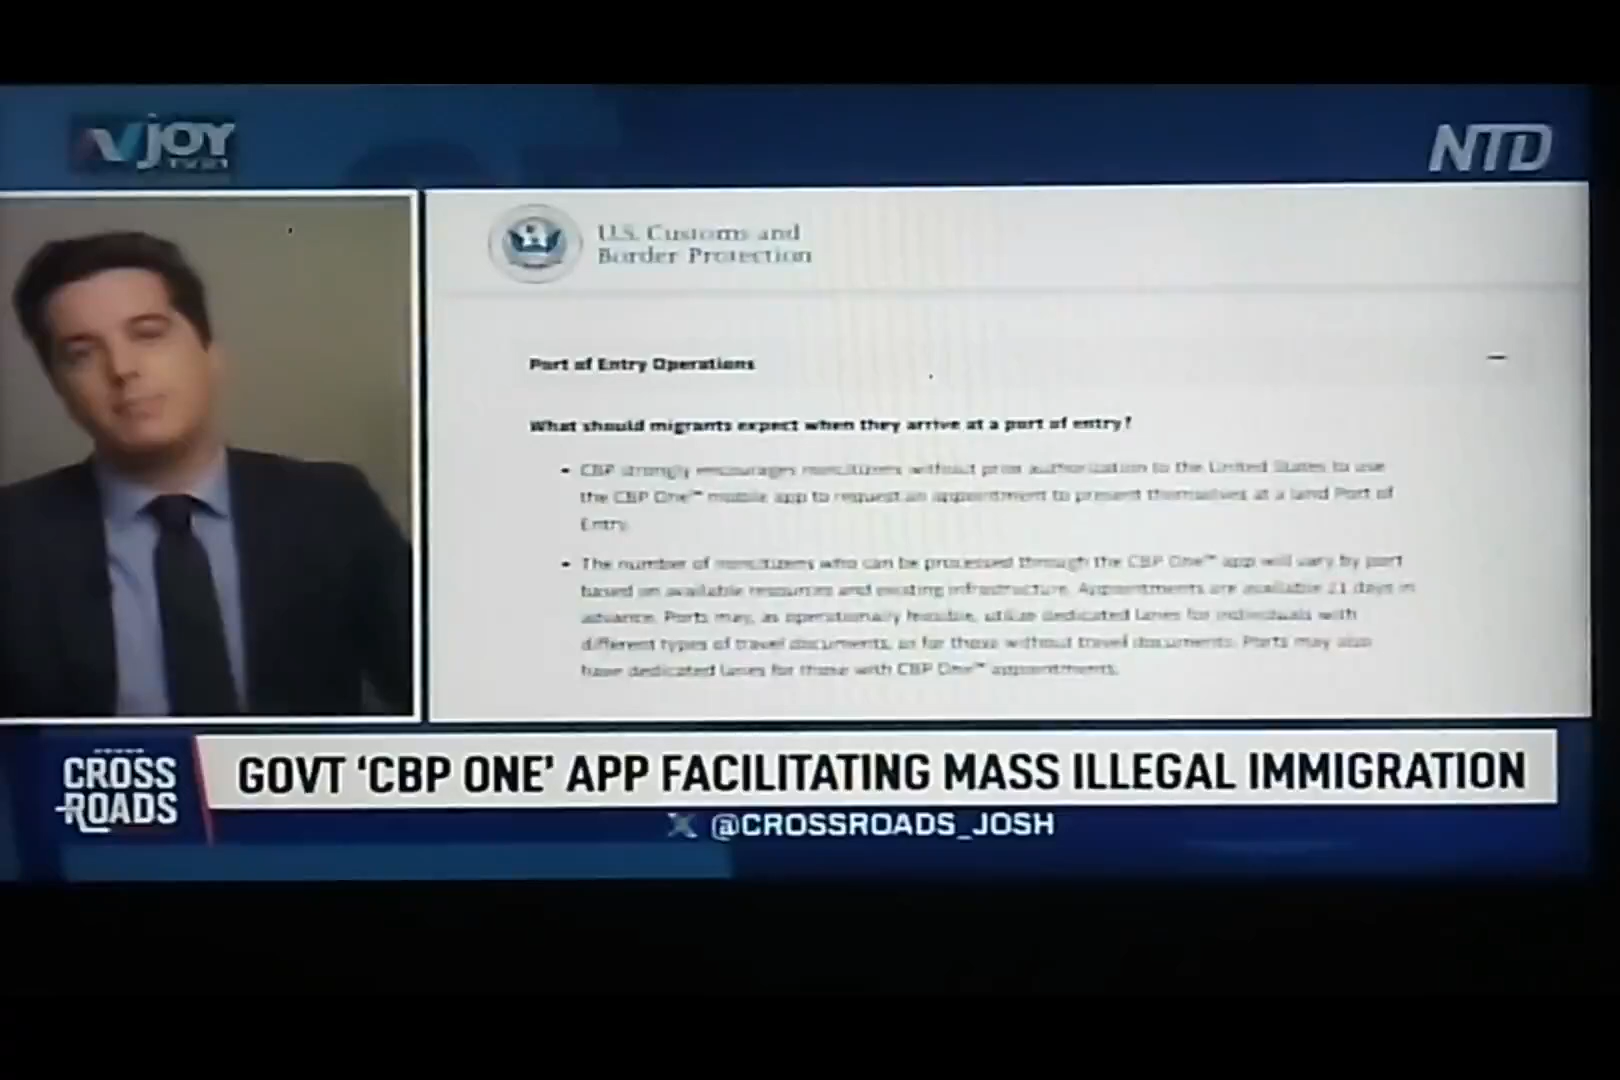 JOY
NTD
U.S. Customs and
Border Protection
Port of Entry Operations
What should migrants expect when they arrive at a port of entry?
• CBP strongly encourages noncitizens without prior authorization to the United States to use
the CBP One™ mobile app to request an appointment to present themselves at a land Port of
Entry.
• The number of noncitizens who can be processed through the CBP One™ app will vary by port
based on available resources and existing infrastructure. Appointments are available 21 days in
advance. Ports may, as operationally feasible, utilize dedicated lanes for individuals with
different types of travel documents, as for those without travel documents. Ports may also
have dedicated lanes for those with CBP One™ appointments.
CROSS
ROADS
GOVT ‘CBP ONE’ APP FACILITATING MASS ILLEGAL IMMIGRATION
X @CROSSROADS_JOSH